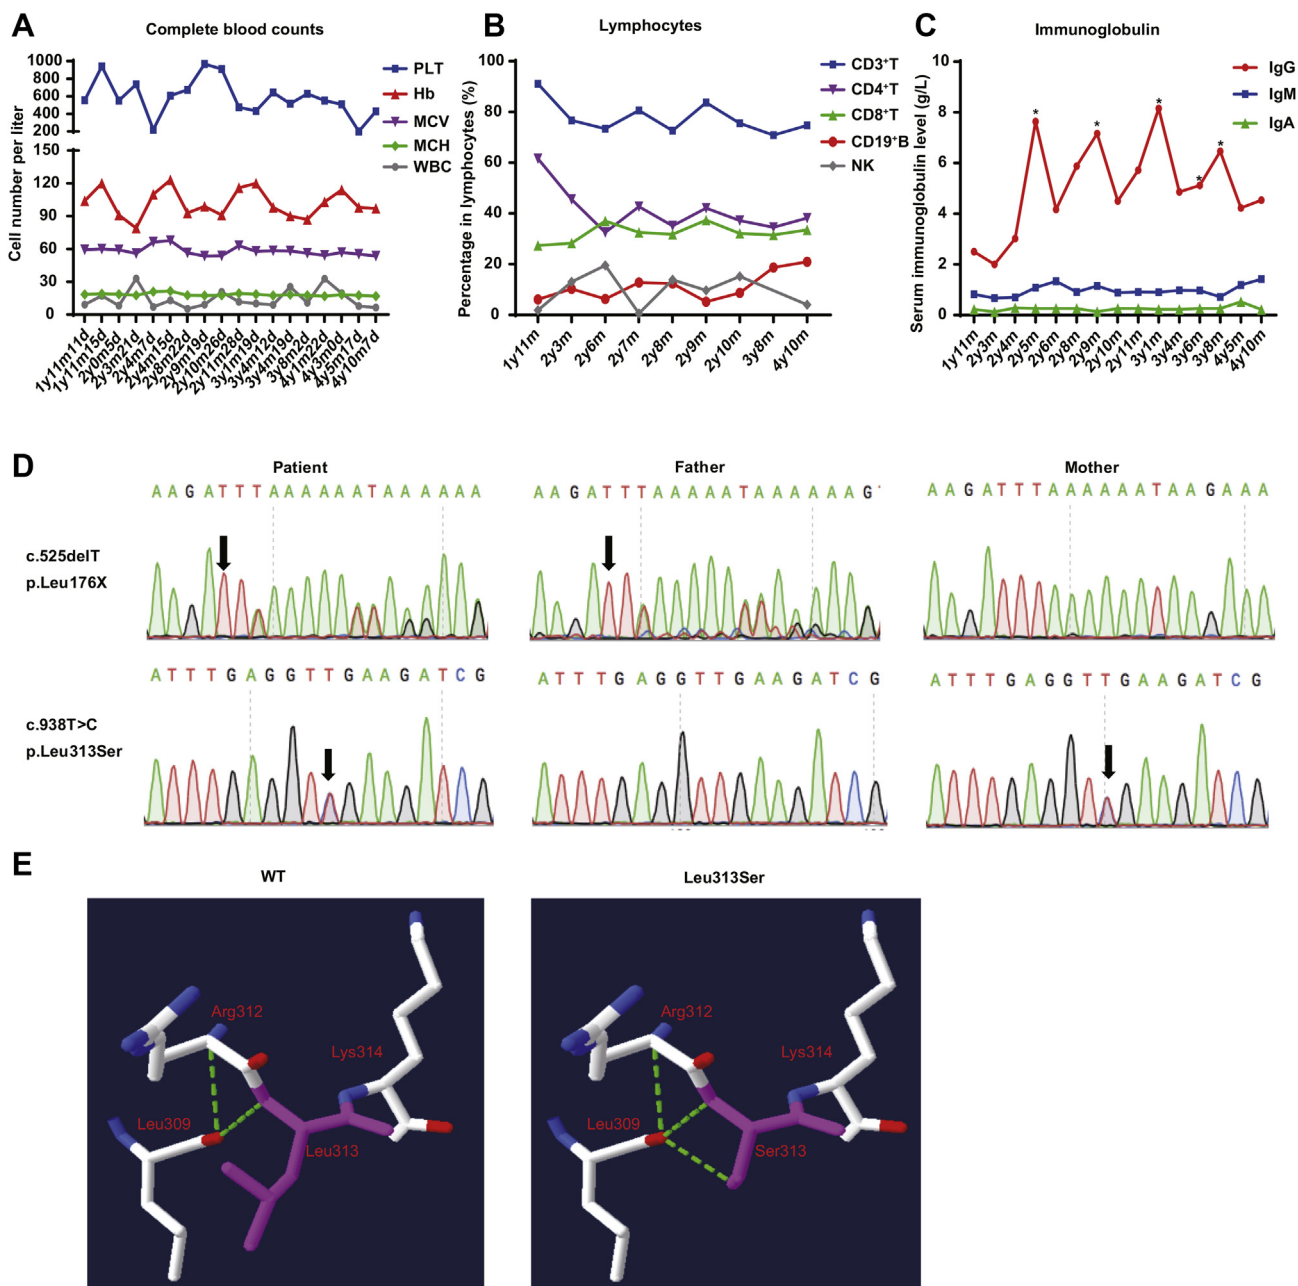 A
Complete blood counts
Cell number per liter
1000
800
600
400
200
150
120
90
60
30
0
PLT
Hb
MCV
MCH
WBC
1y11m11d
1y11m15d
2y0m5d
2y3m21d
2y4m7d
2y4m15d
2y8m22d
2y9m19d
2y10m26d
2y11m28d
3y1m19d
3y4m12d
3y4m19d
3y8m2d
3y11m22d
4y3m0d
4y5m17d
4y10m7d
B
Lymphocytes
Percentage in lymphocytes (%)
100
80
60
40
20
0
CD3⁺T
CD4⁺T
CD8⁺T
CD19⁺B
NK
1y11m
2y3m
2y6m
2y7m
2y8m
2y9m
2y10m
3y8m
4y10m
C
Immunoglobulin
Serum immunoglobulin level (g/L)
10
8
6
4
2
0
IgG
IgM
IgA
* * * * *
1y11m
2y3m
2y4m
2y5m
2y6m
2y8m
2y9m
2y10m
2y11m
3y1m
3y4m
3y6m
3y8m
4y5m
4y10m
D
Patient Father Mother
A A G A T T T A A A A A A T A A A A A A
A A G A T T T A A A A A T A A A A A A G
A A G A T T T A A A A A A T A A G A A A
c.525delT
p.Leu176X
A T T T G A G G T T G A A G A T C G
A T T T G A G G T T G A A G A T C G
A T T T G A G G T T G A A G A T C G
c.938T>C
p.Leu313Ser
E
WT Leu313Ser
Arg312
Lys314
Leu309
Leu313
Arg312
Lys314
Leu309
Ser313